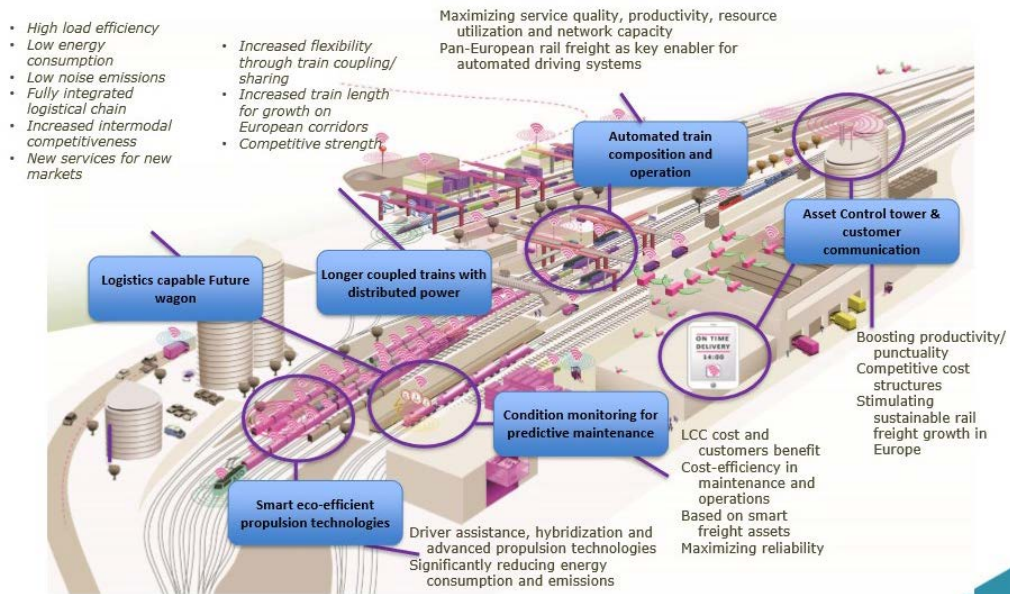 • High load efficiency
• Low energy
consumption
• Low noise emissions
• Fully integrated
logistical chain
• Increased intermodal
competitiveness
• New services for new
markets
• Increased flexibility
through train coupling/
sharing
• Increased train length
for growth on
European corridors
• Competitive strength
Maximizing service quality, productivity, resource
utilization and network capacity
Pan-European rail freight as key enabler for
automated driving systems
Automated train
composition and
operation
Asset Control tower &
customer
communication
Logistics capable Future
wagon
Longer coupled trains with
distributed power
ON TIME
DELIVERY
14:00
Boosting productivity/
punctuality
Competitive cost
structures
Stimulating
sustainable rail
freight growth in
Europe
Condition monitoring for
predictive maintenance
LCC cost and
customers benefit
Cost-efficiency in
maintenance and
operations
Based on smart
freight assets
Maximizing reliability
Smart eco-efficient
propulsion technologies
Driver assistance, hybridization and
advanced propulsion technologies
Significantly reducing energy
consumption and emissions